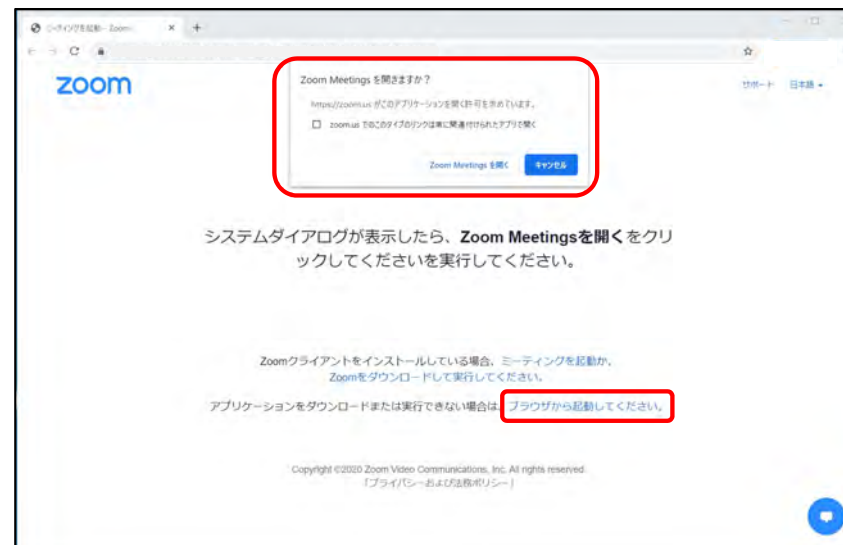 ミーティングを起動 - Zoom
zoom
サポート 日本語
Zoom Meetings を開きますか？
https://zoom.us がこのアプリケーションを開く許可を求めています。
zoom.us でのこのタイプのリンクは常に関連付けられたアプリで開く
Zoom Meetings を開く キャンセル
システムダイアログが表示したら、Zoom Meetingsを開くをクリ
ックしてくださいを実行してください。
Zoomクライアントをインストールしている場合、ミーティングを起動か、
Zoomをダウンロードして実行してください。
アプリケーションをダウンロードまたは実行できない場合は、ブラウザから起動してください。
Copyright ©2020 Zoom Video Communications, Inc. All rights reserved.
「プライバシーおよび法務ポリシー」